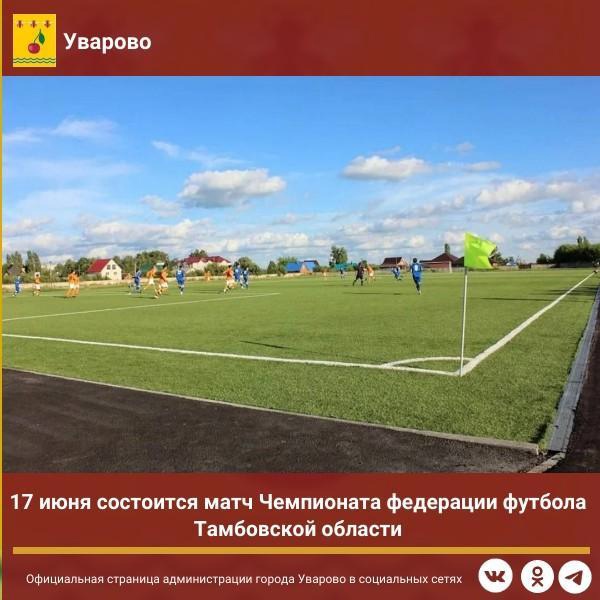 Уварово
17 июня состоится матч Чемпионата федерации футбола
Тамбовской области
Официальная страница администрации города Уварово в социальных сетях